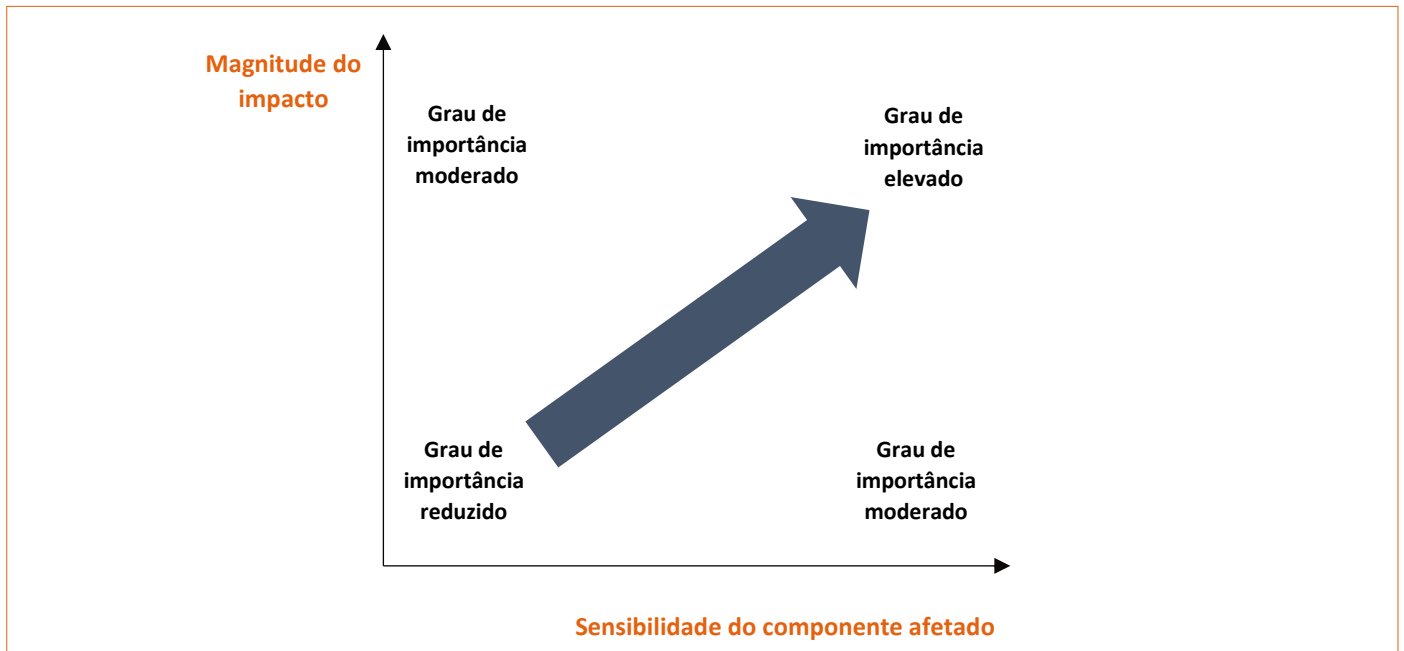 Magnitude do
impacto
Grau de
importância
moderado
Grau de
importância
elevado
Grau de
importância
reduzido
Grau de
importância
moderado
Sensibilidade do componente afetado